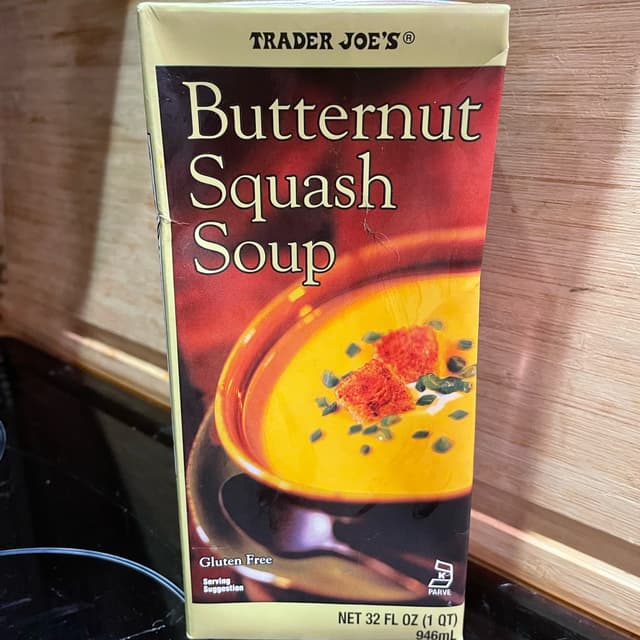 TRADER JOE'S®
Butternut
Squash
Soup
Gluten Free
Serving
Suggestion
K
PARVE
NET 32 FL OZ (1 QT)
946mL